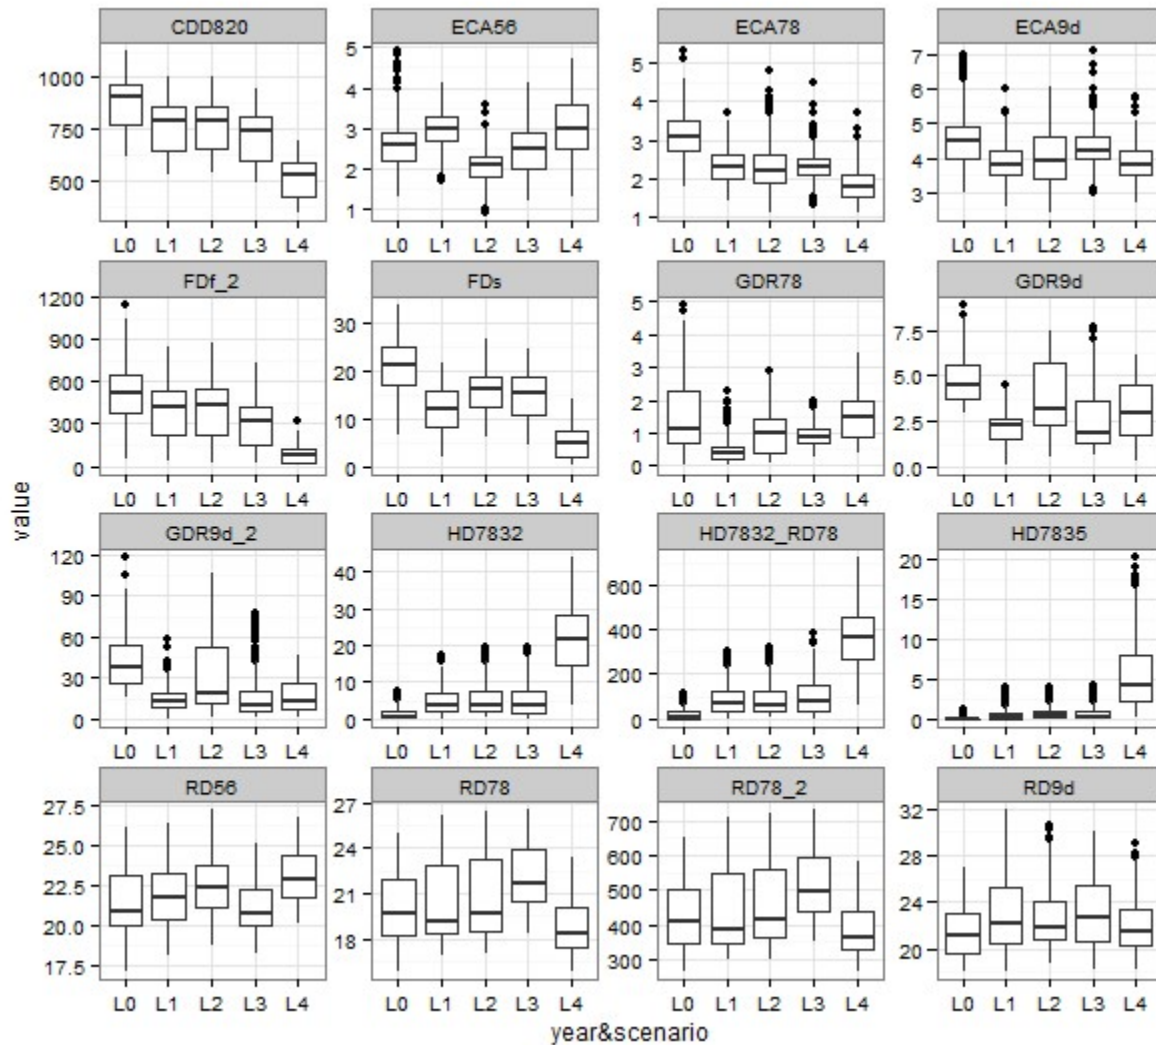 CDD820 ECA56 ECA78 ECA9d
1000 750 500
5 4 3 2 1
5 4 3 2 1
7 6 5 4 3
L0 L1 L2 L3 L4 L0 L1 L2 L3 L4 L0 L1 L2 L3 L4 L0 L1 L2 L3 L4
FDf_2 FDs GDR78 GDR9d
1200 900 600 300 0
30 20 10 0
5 4 3 2 1 0
7.5 5.0 2.5 0.0
L0 L1 L2 L3 L4 L0 L1 L2 L3 L4 L0 L1 L2 L3 L4 L0 L1 L2 L3 L4
value
GDR9d_2 HD7832 HD7832_RD78 HD7835
120 90 60 30 0
40 30 20 10 0
600 400 200 0
20 15 10 5 0
L0 L1 L2 L3 L4 L0 L1 L2 L3 L4 L0 L1 L2 L3 L4 L0 L1 L2 L3 L4
RD56 RD78 RD78_2 RD9d
27.5 25.0 22.5 20.0 17.5
27 24 21 18
700 600 500 400 300
32 28 24 20
L0 L1 L2 L3 L4 L0 L1 L2 L3 L4 L0 L1 L2 L3 L4 L0 L1 L2 L3 L4
year&scenario